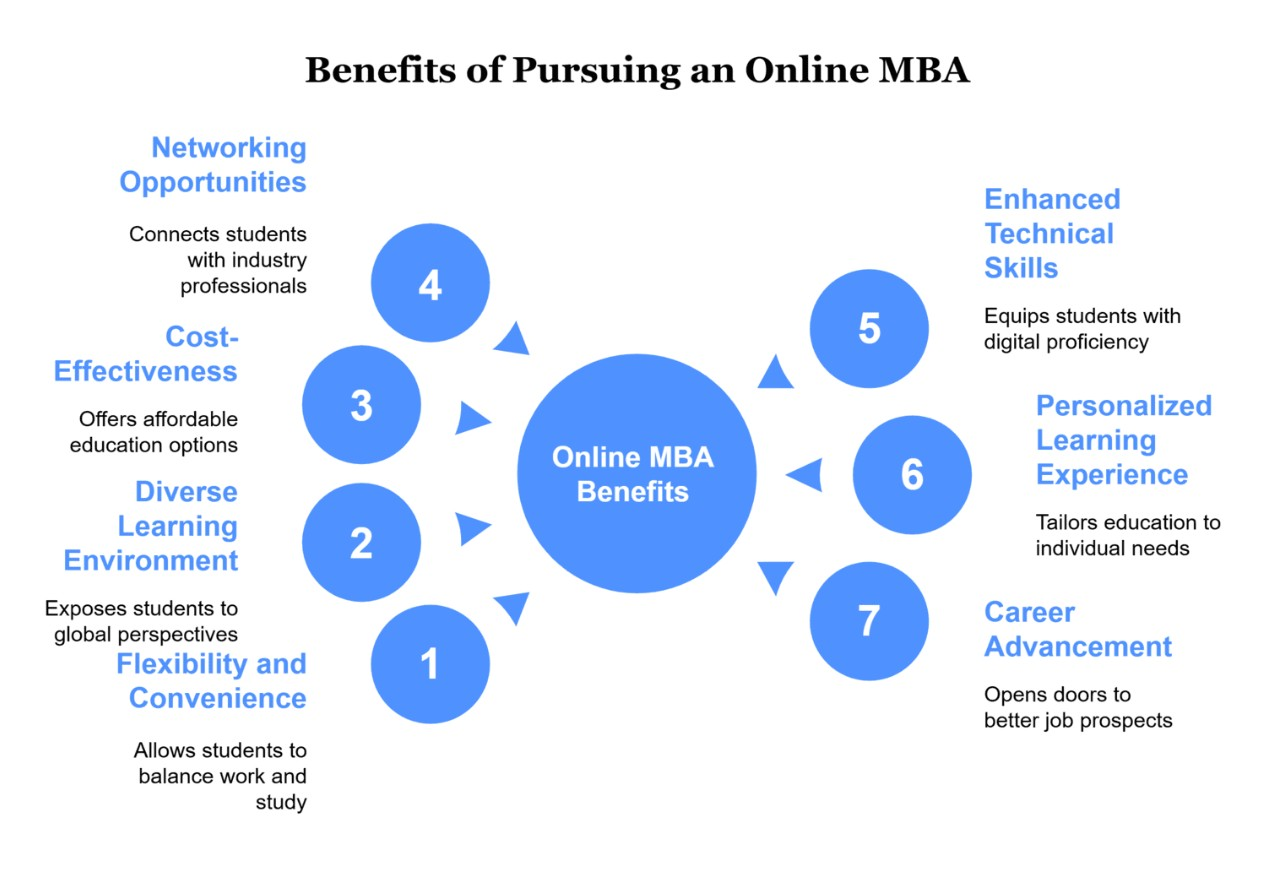 Benefits of Pursuing an Online MBA
Networking
Opportunities
Connects students
with industry
professionals
4
Cost-
Effectiveness
Offers affordable
education options
3
Diverse
Learning
Environment
Exposes students to
global perspectives
2
Flexibility and
Convenience
Allows students to
balance work and
study
1
Online MBA
Benefits
5
Enhanced
Technical
Skills
Equips students with
digital proficiency
6
Personalized
Learning
Experience
Tailors education to
individual needs
7
Career
Advancement
Opens doors to
better job prospects